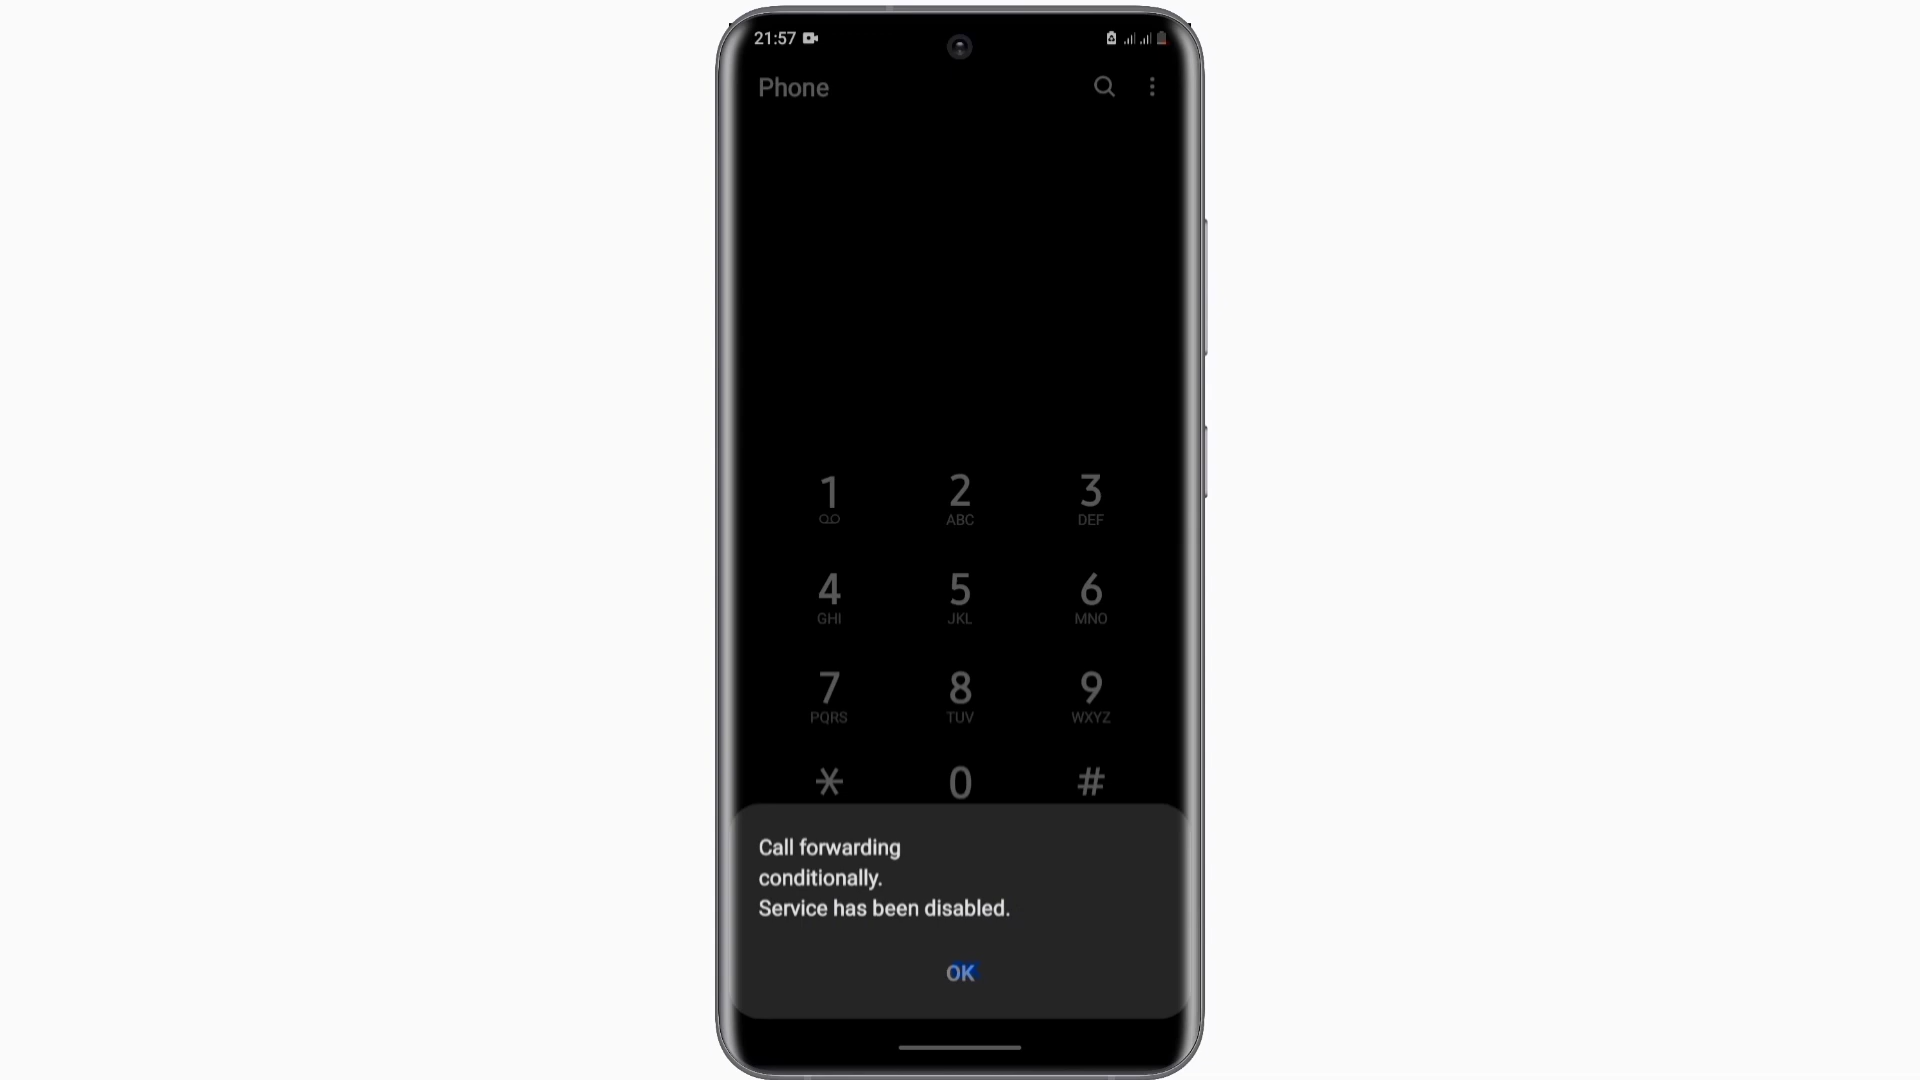 21:57
Phone
1 2 3
ABC DEF
4 5 6
GHI JKL MNO
7 8 9
PQRS TUV WXYZ
* 0 #
Call forwarding
conditionally.
Service has been disabled.
OK